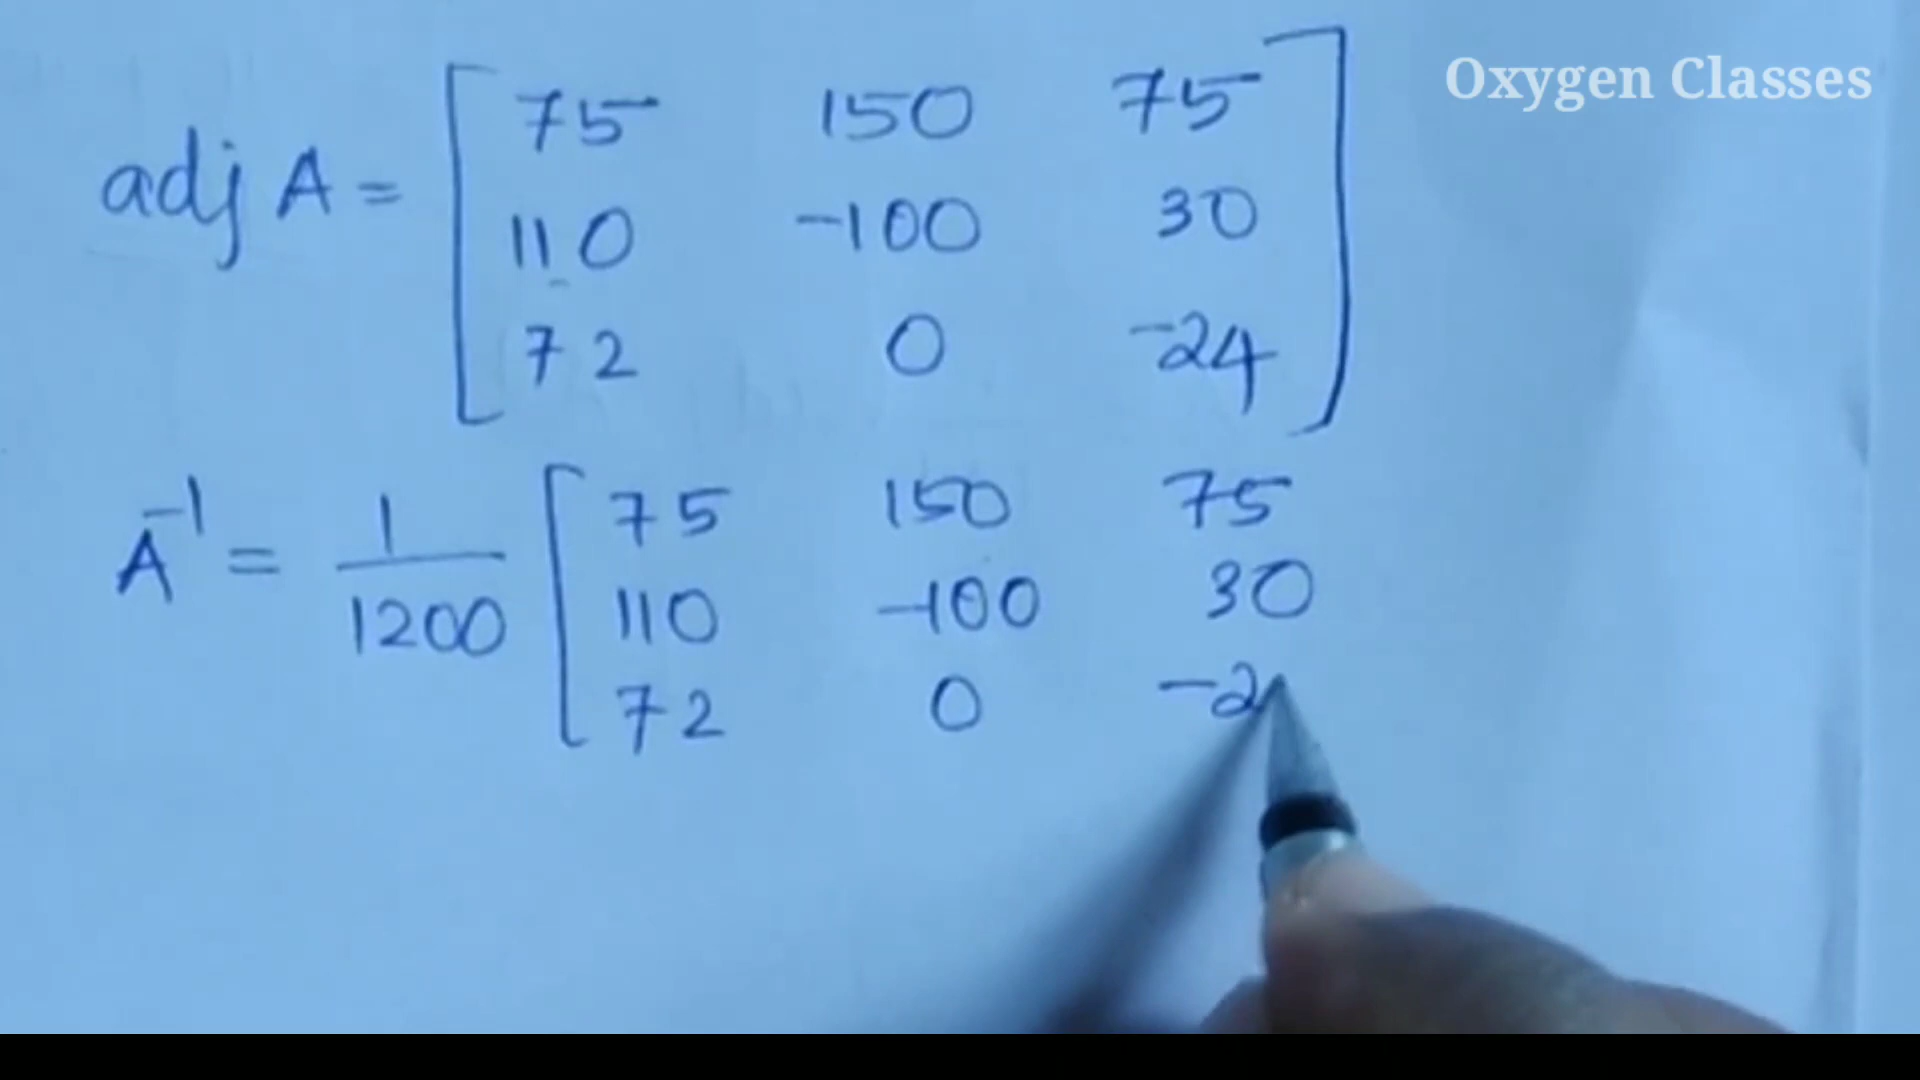 Oxygen Classes
adj A = [ 75 150 75
110 -100 30
72 0 -24 ]
A⁻¹ = 1/1200 [ 75 150 75
110 -100 30
72 0 -2